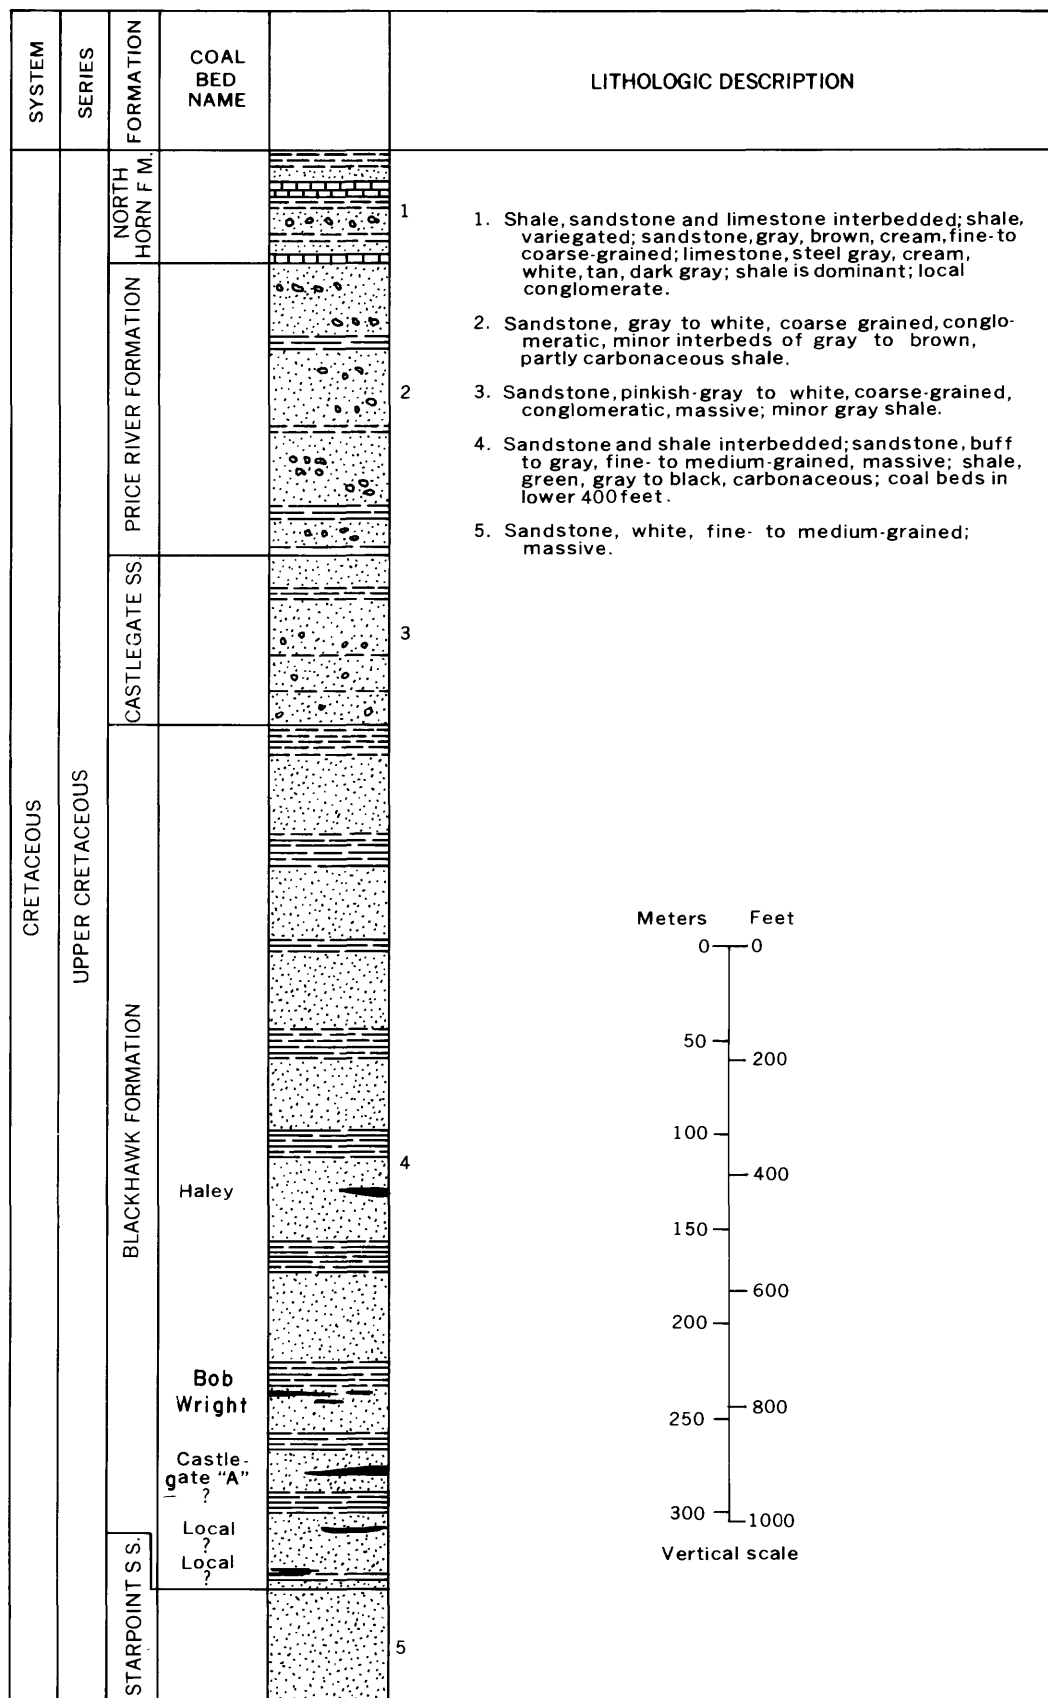 SYSTEM
SERIES
FORMATION
COAL
BED
NAME
LITHOLOGIC DESCRIPTION
CRETACEOUS
UPPER CRETACEOUS
NORTH
HORN F M.
PRICE RIVER FORMATION
CASTLEGATE SS.
BLACKHAWK FORMATION
STARPOINT S S.
Haley
Bob
Wright
Castle-
gate "A"
?
Local
?
Local
?
1
2
3
4
5
1. Shale, sandstone and limestone interbedded; shale,
variegated; sandstone, gray, brown, cream, fine- to
coarse-grained; limestone, steel gray, cream,
white, tan, dark gray; shale is dominant; local
conglomerate.
2. Sandstone, gray to white, coarse grained, conglo-
meratic, minor interbeds of gray to brown,
partly carbonaceous shale.
3. Sandstone, pinkish-gray to white, coarse-grained,
conglomeratic, massive; minor gray shale.
4. Sandstone and shale interbedded; sandstone, buff
to gray, fine- to medium-grained, massive; shale,
green, gray to black, carbonaceous; coal beds in
lower 400 feet.
5. Sandstone, white, fine- to medium-grained;
massive.
Meters Feet
0 0
50
200
100
400
150
600
200
800
250
300
1000
Vertical scale